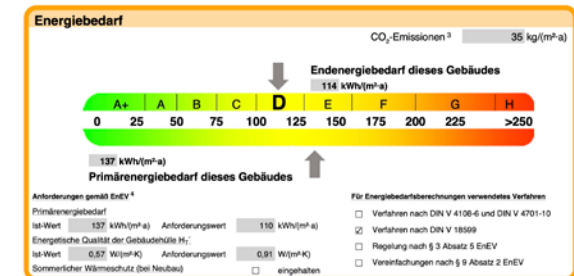 Energiebedarf
CO₂-Emissionen ³ 35 kg/(m²·a)
Endenergiebedarf dieses Gebäudes
114 kWh/(m²·a)
A+ A B C D E F G H
0 25 50 75 100 125 150 175 200 225 >250
137 kWh/(m²·a)
Primärenergiebedarf dieses Gebäudes
Anforderungen gemäß EnEV ⁴
Für Energiebedarfsberechnungen verwendetes Verfahren
Primärenergiebedarf
☐ Verfahren nach DIN V 4108-6 und DIN V 4701-10
Ist-Wert 137 kWh/(m²·a) Anforderungswert 110 kWh/(m²·a)
☑ Verfahren nach DIN V 18599
Energetische Qualität der Gebäudehülle Hₜ'
☐ Regelung nach § 3 Absatz 5 EnEV
Ist-Wert 0,57 W/(m²·K) Anforderungswert 0,91 W/(m²·K)
☐ Vereinfachungen nach § 9 Absatz 2 EnEV
Sommerlicher Wärmeschutz (bei Neubau) ☐ eingehalten